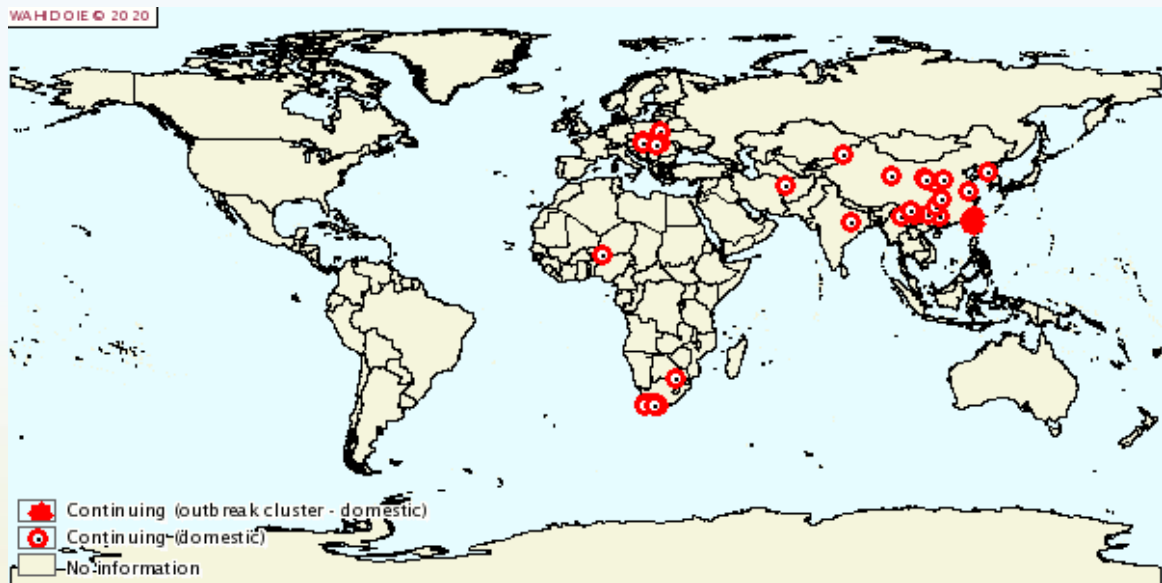 WAHID OIE © 2020
Continuing (outbreak cluster - domestic)
Continuing (domestic)
No information